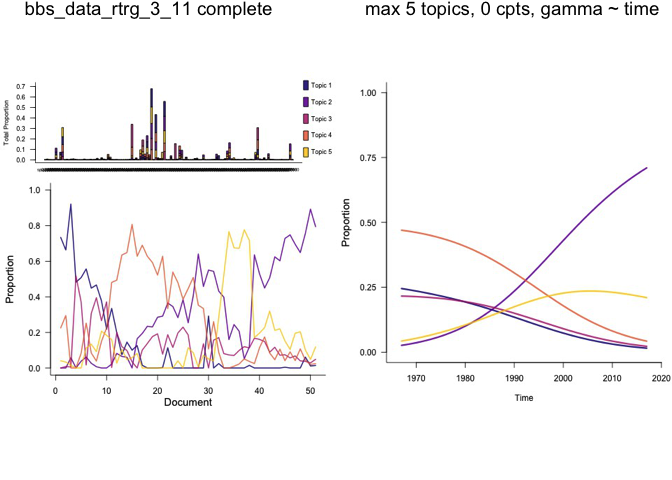 bbs_data_rtrg_3_11 complete
max 5 topics, 0 cpts, gamma ~ time
Total Proportion
0.7
0.6
0.5
0.4
0.3
0.2
0.1
0.0
Topic 1
Topic 2
Topic 3
Topic 4
Topic 5
Proportion
1.0
0.8
0.6
0.4
0.2
0.0
0 10 20 30 40 50
Document
Proportion
1.00
0.75
0.50
0.25
0.00
1970 1980 1990 2000 2010 2020
Time